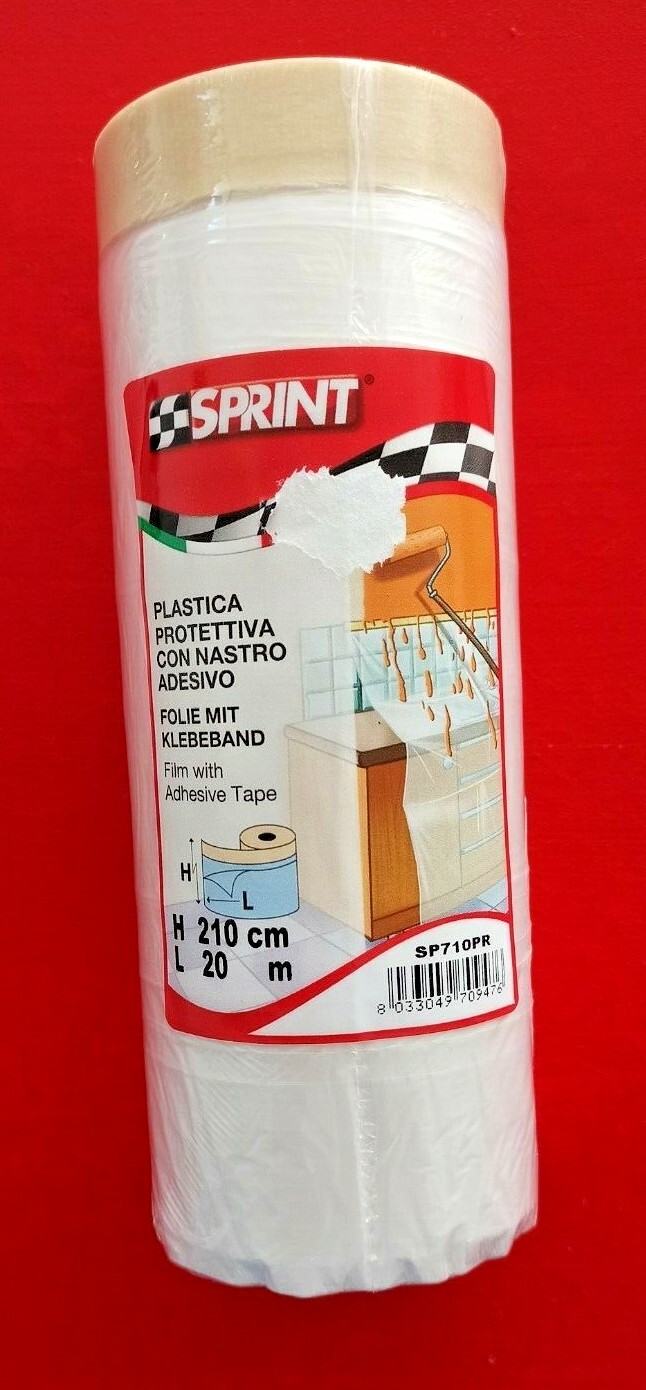 SPRINT®
PLASTICA
PROTETTIVA
CON NASTRO
ADESIVO
FOLIE MIT
KLEBEBAND
Film with
Adhesive Tape
H
L
H 210 cm
L 20 m
SP710PR
8 033049 709476